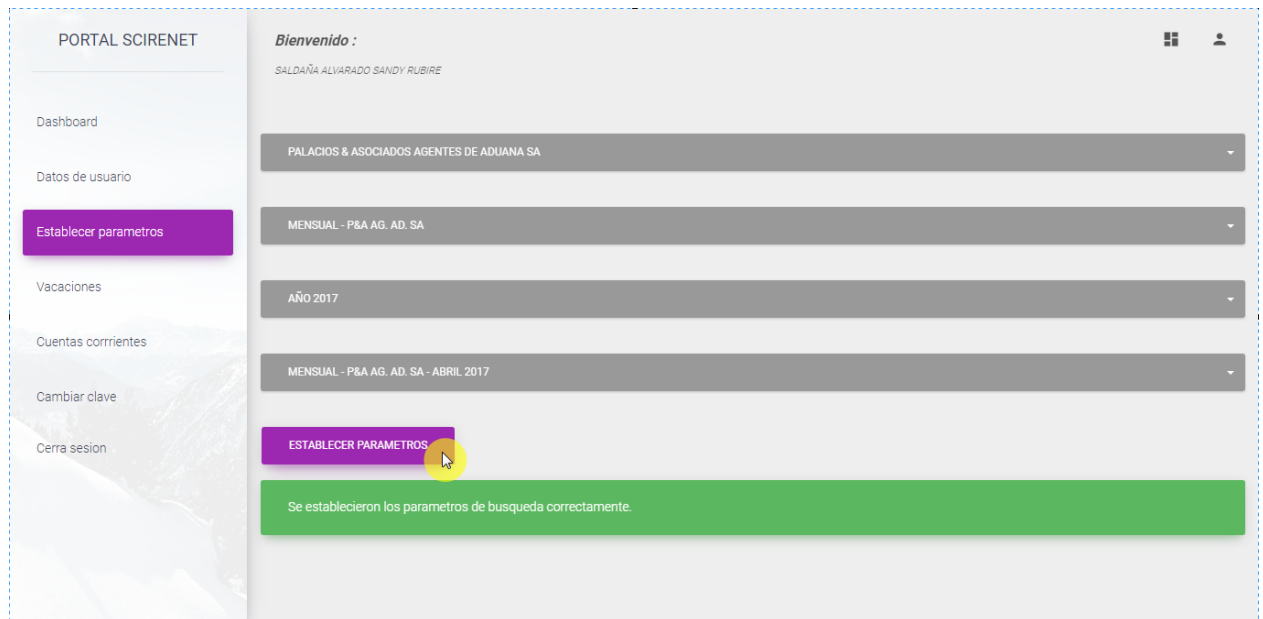 PORTAL SCIRENET
Dashboard
Datos de usuario
Establecer parametros
Vacaciones
Cuentas corrrientes
Cambiar clave
Cerra sesion
Bienvenido :
SALDAÑA ALVARADO SANDY RUBIRE
PALACIOS & ASOCIADOS AGENTES DE ADUANA SA
MENSUAL - P&A AG. AD. SA
AÑO 2017
MENSUAL - P&A AG. AD. SA - ABRIL 2017
ESTABLECER PARAMETROS
Se establecieron los parametros de busqueda correctamente.